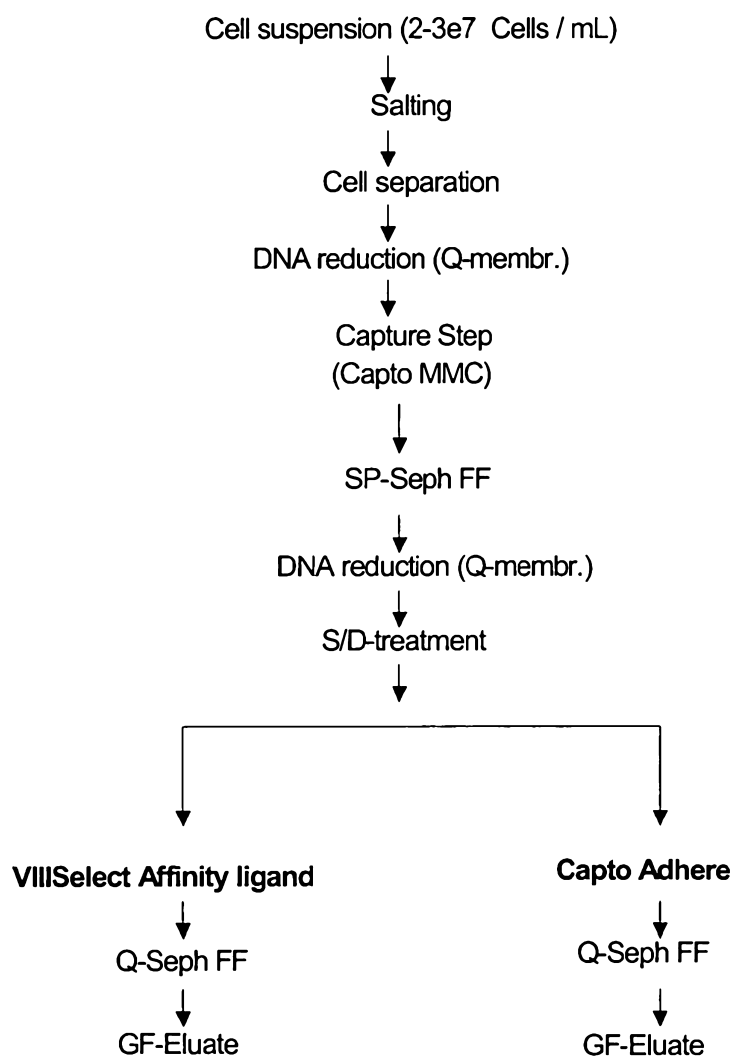 Cell suspension (2-3e7 Cells / mL)
Salting
Cell separation
DNA reduction (Q-membr.)
Capture Step
(Capto MMC)
SP-Seph FF
DNA reduction (Q-membr.)
S/D-treatment
VIIISelect Affinity ligand
Capto Adhere
Q-Seph FF
Q-Seph FF
GF-Eluate
GF-Eluate